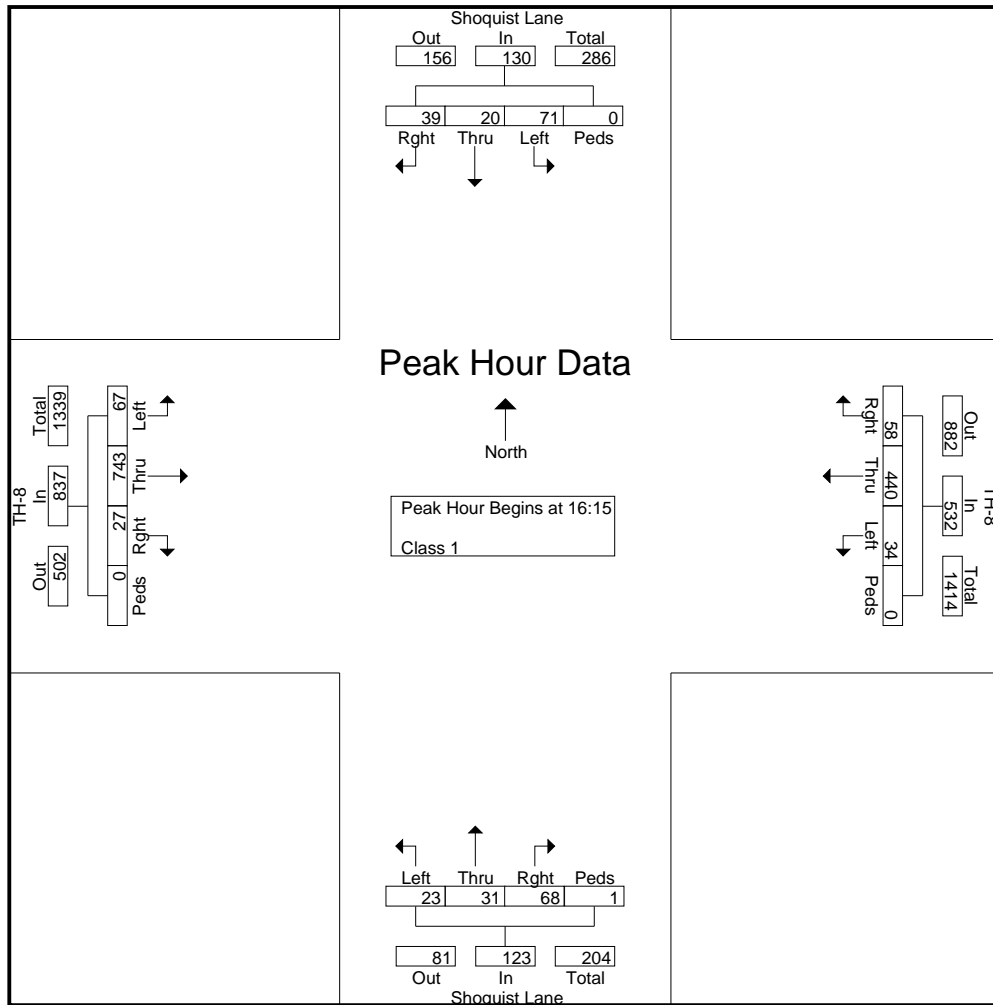 Shoquist Lane
Out In Total
156 130 286
39 20 71 0
Rght Thru Left Peds
Peak Hour Data
North
Peak Hour Begins at 16:15
Class 1
TH-8
Total In Out
1339 837 502
67 743 27 0
Left Thru Rght Peds
TH-8
Out In Total
882 532 1414
58 440 34 0
Rght Thru Left Peds
Left Thru Rght Peds
23 31 68 1
81 123 204
Out In Total
Shoquist Lane